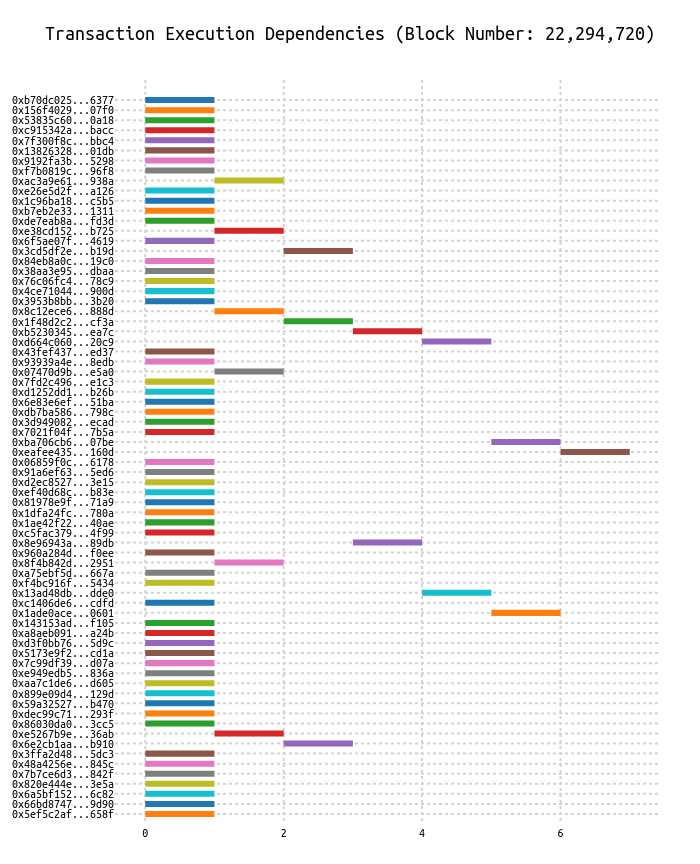 Transaction Execution Dependencies (Block Number: 22,294,720)
0xb70dc025...6377
0x156f4029...07f0
0x53835c60...0a18
0xc915342a...bacc
0x7f300f8c...bbc4
0x13826328...01db
0x9192fa3b...5298
0xf7b0819c...96f8
0xac3a9e61...938a
0xe26e5d2f...a126
0x1c96ba18...c5b5
0xb7eb2e33...1311
0xde7eab8a...fd3d
0xe38cd152...b725
0x6f5ae07f...4619
0x3cd5df2e...b19d
0x84eb8a0c...19c0
0x38aa3e95...dbaa
0x76c06fc4...78c9
0x4ce71044...900d
0x3953b8bb...3b20
0x8c12ece6...888d
0x1f48d2c2...cf3a
0xb5230345...ea7c
0xd664c060...20c9
0x43fef437...ed37
0x93939a4e...8edb
0x07470d9b...e5a0
0x7fd2c496...e1c3
0xd1252dd1...b26b
0x6e83e6ef...51ba
0xdb7ba586...798c
0x3d949082...ecad
0x7021f04f...7b5a
0xba706cb6...07be
0xeafee435...160d
0x06859f0c...6178
0x91a6ef63...5ed6
0xd2ec8527...3e15
0xef40d68c...b83e
0x81978e9f...71a9
0x1dfa24fc...780a
0x1ae42f22...40ae
0xc5fac379...4f99
0x8e96943a...89db
0x960a284d...f0ee
0x8f4b842d...2951
0xa75ebf5d...667a
0xf4bc916f...5434
0x13ad48db...dde0
0xc1406de6...cdfd
0x1ade0ace...0601
0x143153ad...f105
0xa8aeb091...a24b
0xd3f0bb76...5d9c
0x5173e9f2...cd1a
0x7c99df39...d07a
0xe949edb5...836a
0xaa7c1de6...d605
0x899e09d4...129d
0x59a32527...b470
0xdec99c71...293f
0x86030da0...3cc5
0xe5267b9e...36ab
0x6e2cb1aa...b910
0x3ffa2d48...5dc3
0x48a4256e...845c
0x7b7ce6d3...842f
0x820e444e...3e5a
0x6a5bf152...6c82
0x66bd8747...9d90
0x5ef5c2af...658f
0 2 4 6